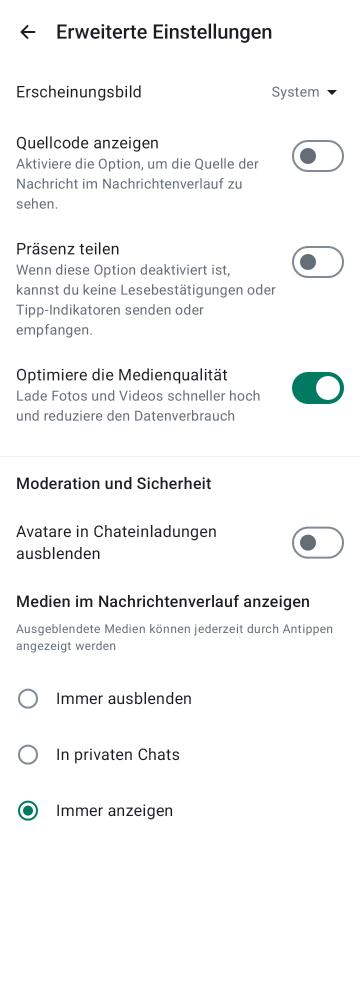 Erweiterte Einstellungen
Erscheinungsbild
System
Quellcode anzeigen
Aktiviere die Option, um die Quelle der
Nachricht im Nachrichtenverlauf zu
sehen.
Präsenz teilen
Wenn diese Option deaktiviert ist,
kannst du keine Lesebestätigungen oder
Tipp-Indikatoren senden oder
empfangen.
Optimiere die Medienqualität
Lade Fotos und Videos schneller hoch
und reduziere den Datenverbrauch
Moderation und Sicherheit
Avatare in Chateinladungen
ausblenden
Medien im Nachrichtenverlauf anzeigen
Ausgeblendete Medien können jederzeit durch Antippen
angezeigt werden
Immer ausblenden
In privaten Chats
Immer anzeigen